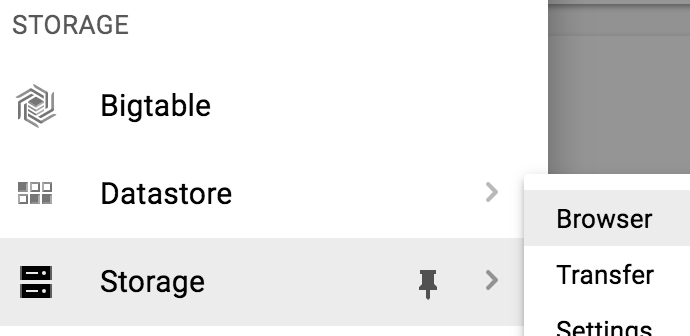 STORAGE
Bigtable
Datastore
Storage
Browser
Transfer
Settings